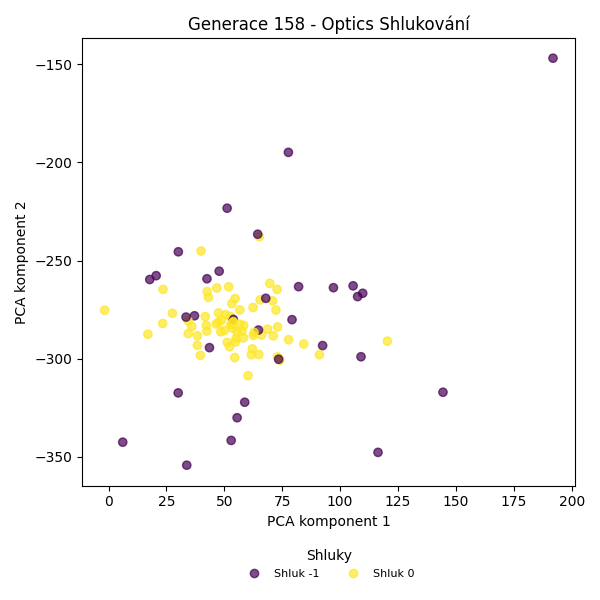 Generace 158 - Optics Shlukování
PCA komponent 2
−150
−200
−250
−300
−350
0 25 50 75 100 125 150 175 200
PCA komponent 1
Shluky
Shluk -1 Shluk 0